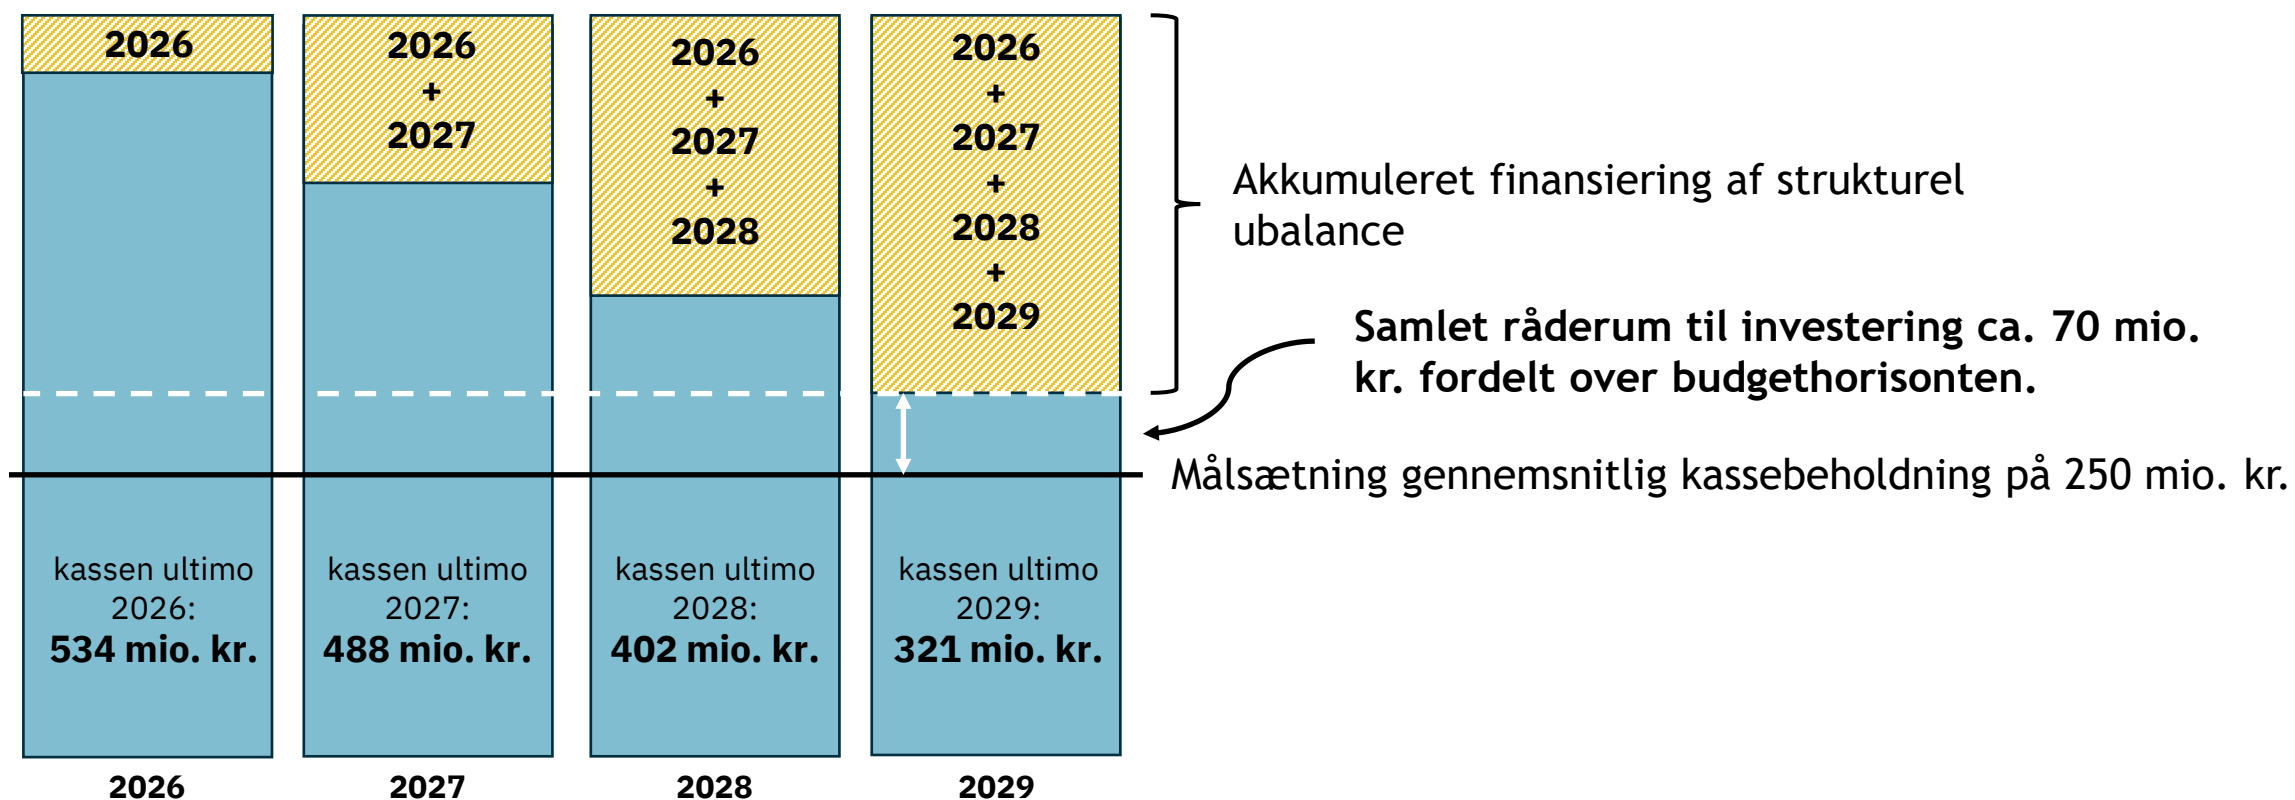 2026
2026
+
2027
2026
+
2027
+
2028
2026
+
2027
+
2028
+
2029
Akkumuleret finansiering af strukturel
ubalance
Samlet råderum til investering ca. 70 mio.
kr. fordelt over budgethorisonten.
Målsætning gennemsnitlig kassebeholdning på 250 mio. kr.
kassen ultimo
2026:
534 mio. kr.
kassen ultimo
2027:
488 mio. kr.
kassen ultimo
2028:
402 mio. kr.
kassen ultimo
2029:
321 mio. kr.
2026
2027
2028
2029